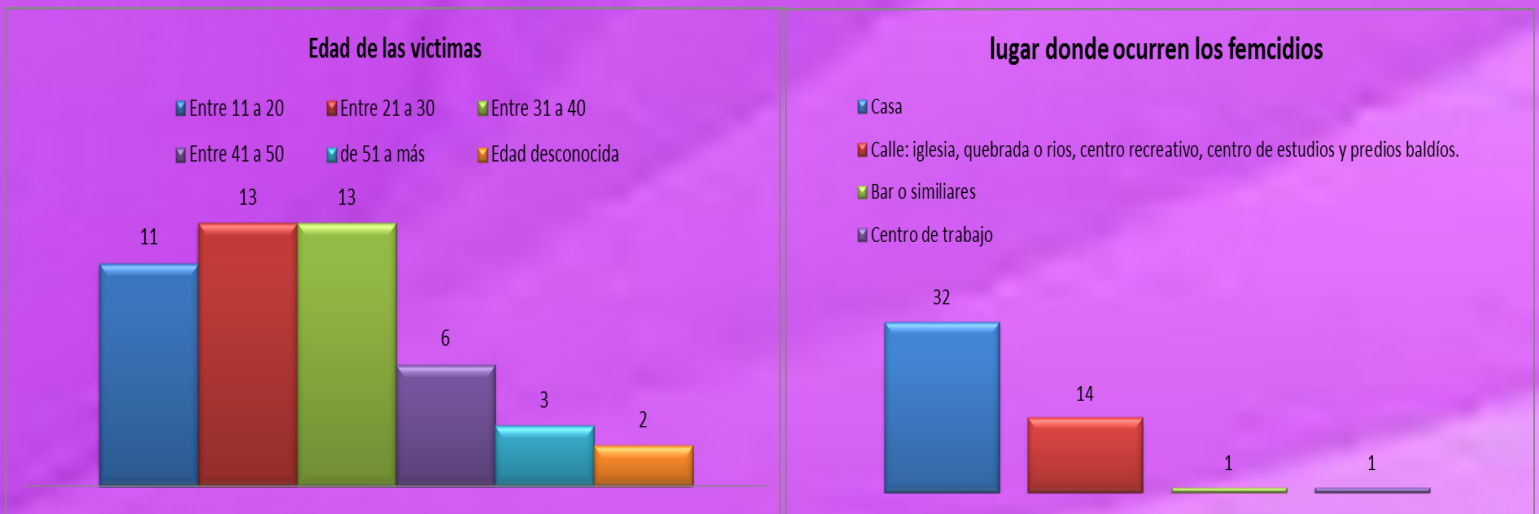 Edad de las victimas
Entre 11 a 20 Entre 21 a 30 Entre 31 a 40
Entre 41 a 50 de 51 a más Edad desconocida
11 13 13 6 3 2
lugar donde ocurren los femcidios
Casa
Calle: iglesia, quebrada o rios, centro recreativo, centro de estudios y predios baldíos.
Bar o similiares
Centro de trabajo
32 14 1 1